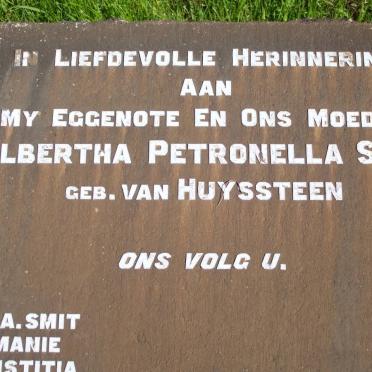 IN LIEFDEVOLLE HERINNERIN
AAN
MY EGGENOTE EN ONS MOED
LBERTHA PETRONELLA S
GEB. VAN HUYSSTEEN
ONS VOLG U.
A. SMIT
MANIE
ISTITIA